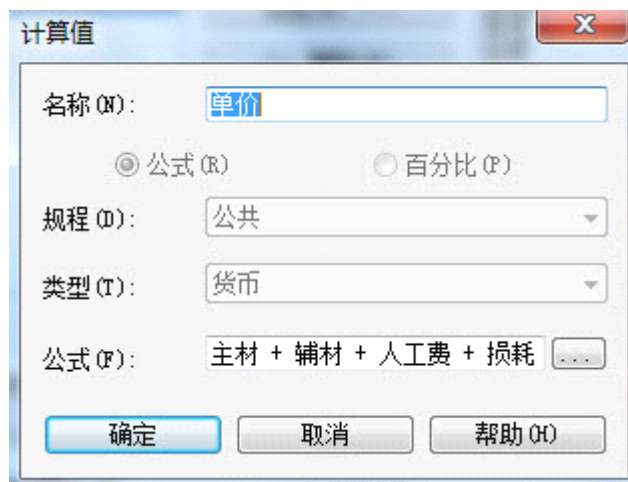 计算值
名称(N): 单价
公式(R) 百分比(P)
规程(D): 公共
类型(T): 货币
公式(F): 主材 + 辅材 + 人工费 + 损耗 ...
确定 取消 帮助(H)